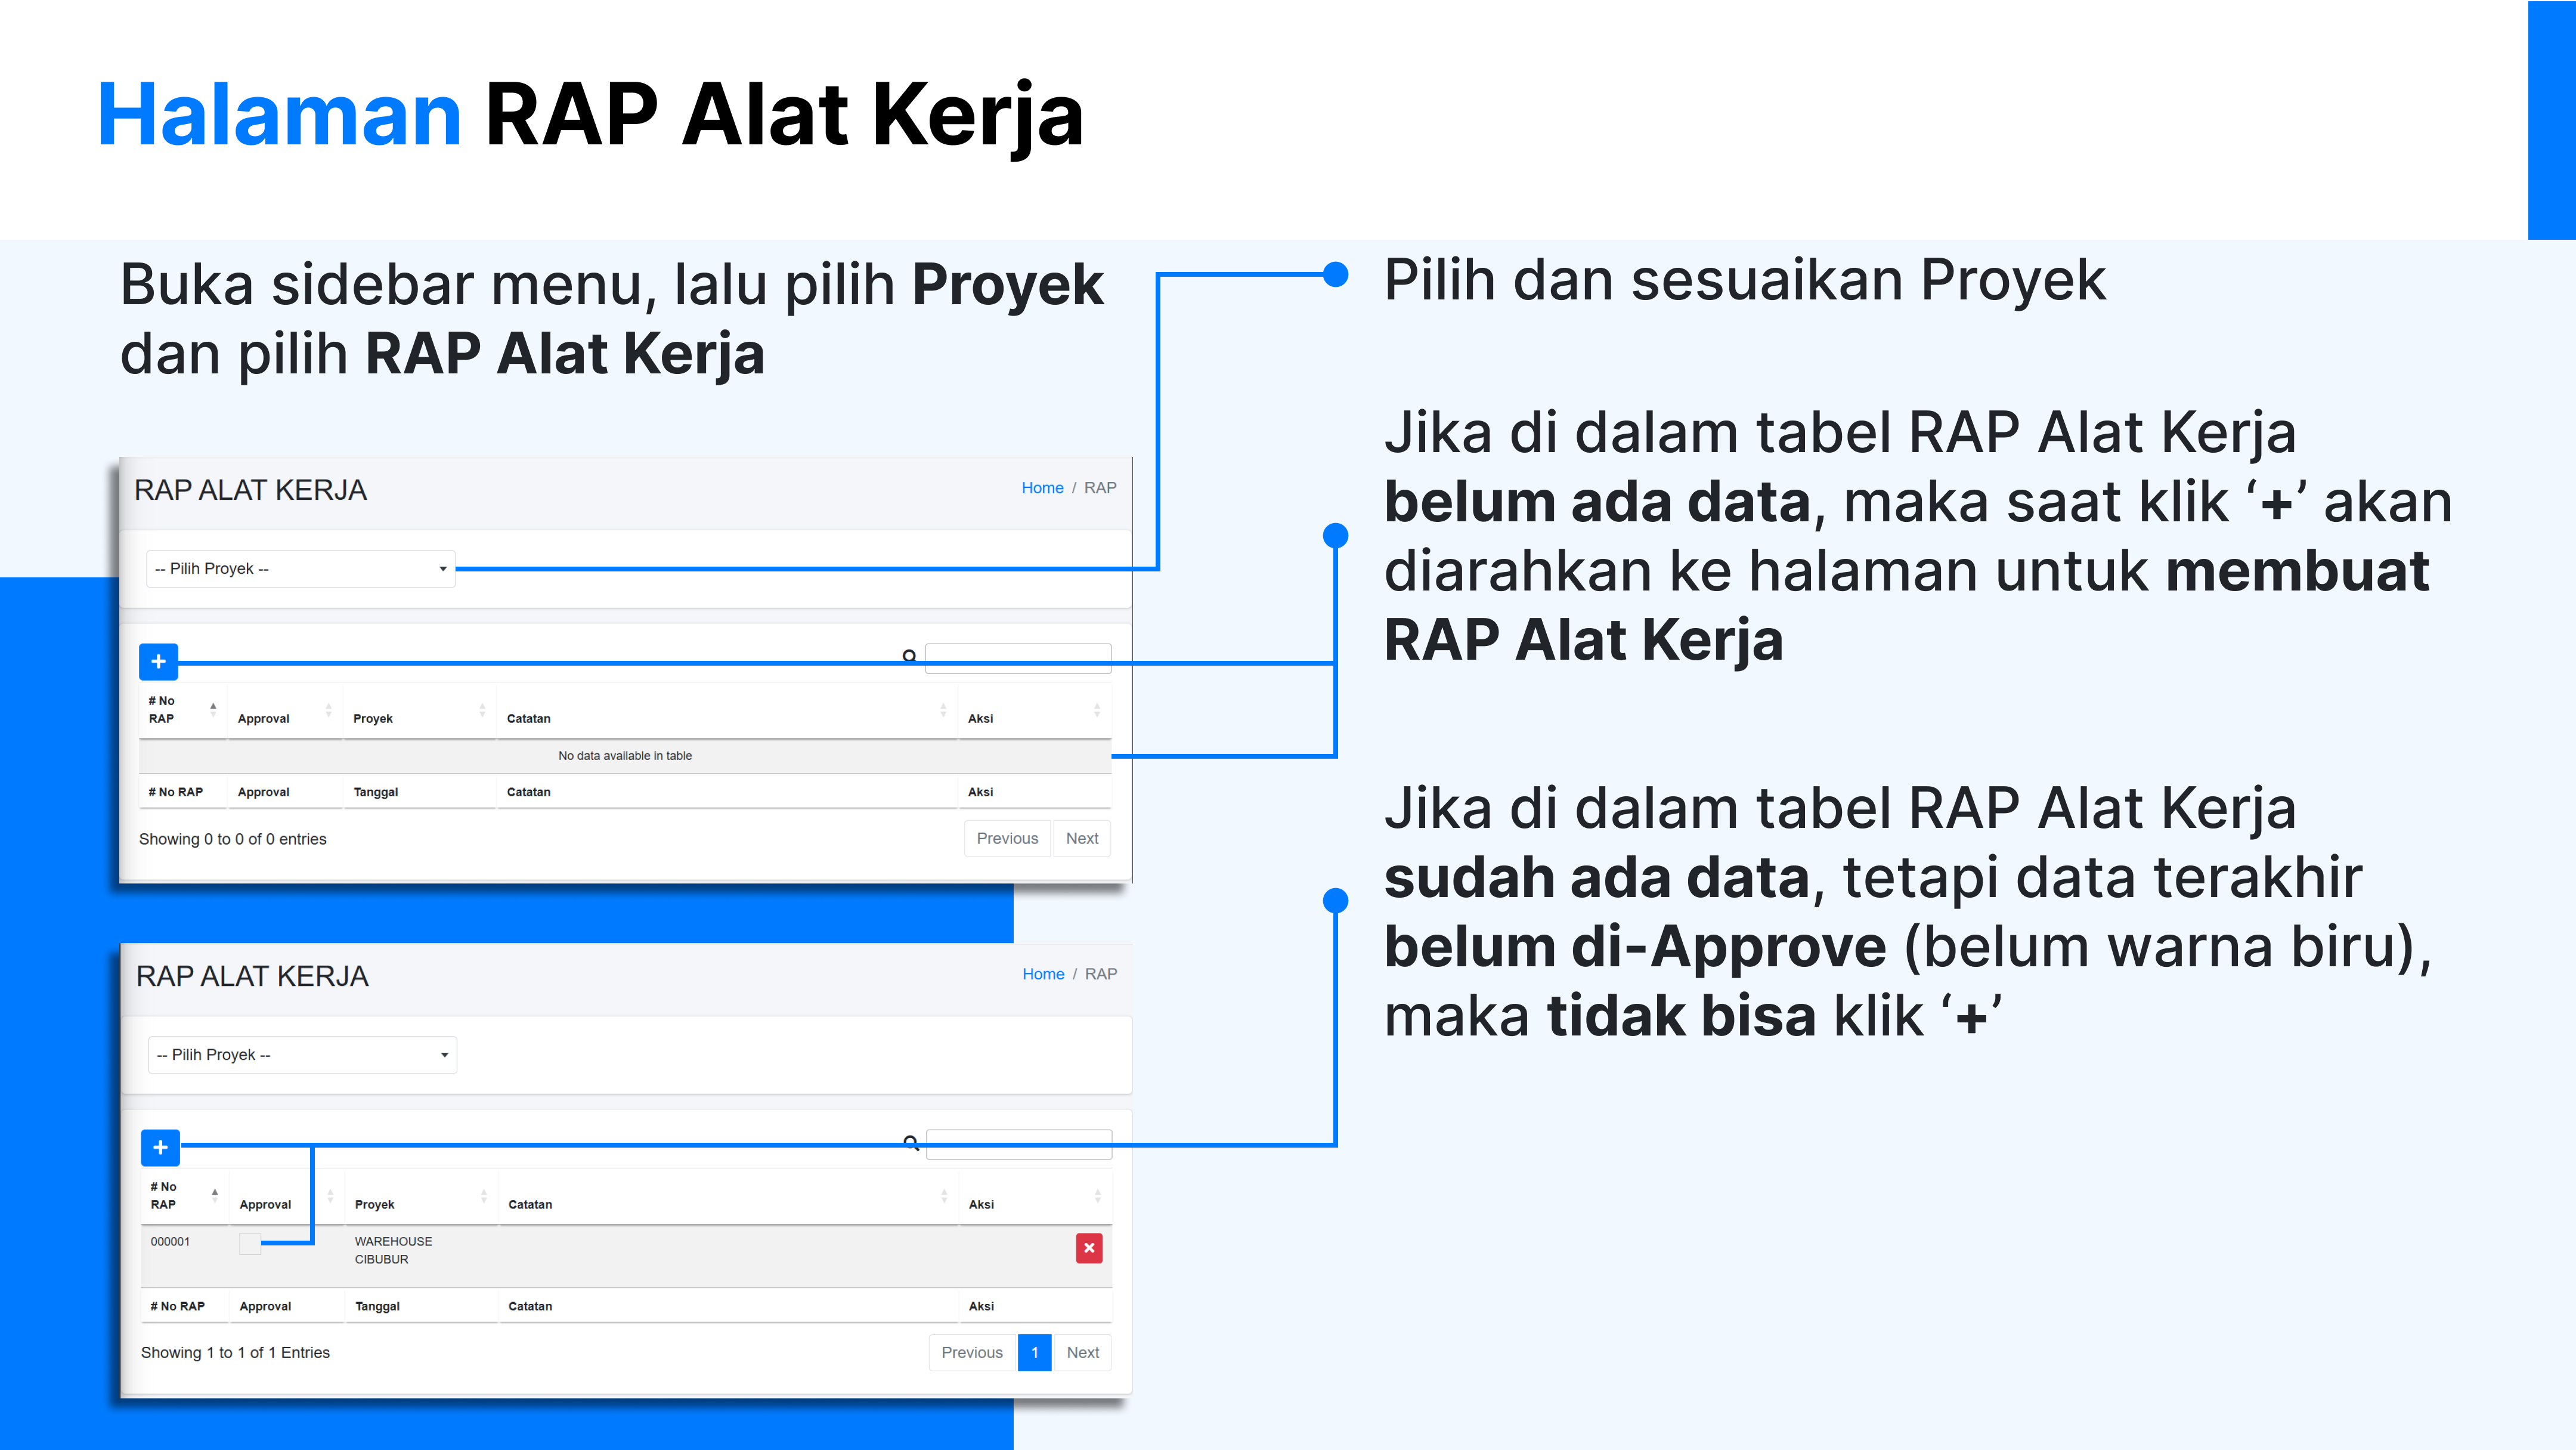 Halaman RAP Alat Kerja
Buka sidebar menu, lalu pilih Proyek
dan pilih RAP Alat Kerja
RAP ALAT KERJA
Home / RAP
-- Pilih Proyek --
+
# No
RAP
Approval
Proyek
Catatan
Aksi
No data available in table
# No RAP
Approval
Tanggal
Catatan
Aksi
Showing 0 to 0 of 0 entries
Previous
Next
RAP ALAT KERJA
Home / RAP
-- Pilih Proyek --
+
# No
RAP
Approval
Proyek
Catatan
Aksi
000001
WAREHOUSE
CIBUBUR
# No RAP
Approval
Tanggal
Catatan
Aksi
Showing 1 to 1 of 1 Entries
Previous
1
Next
Pilih dan sesuaikan Proyek
Jika di dalam tabel RAP Alat Kerja
belum ada data, maka saat klik ‘+’ akan
diarahkan ke halaman untuk membuat
RAP Alat Kerja
Jika di dalam tabel RAP Alat Kerja
sudah ada data, tetapi data terakhir
belum di-Approve (belum warna biru),
maka tidak bisa klik ‘+’